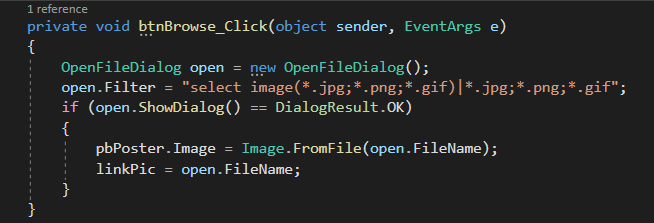 1 reference
private void btnBrowse_Click(object sender, EventArgs e)
{
OpenFileDialog open = new OpenFileDialog();
open.Filter = "select image(*.jpg;*.png;*.gif)|*.jpg;*.png;*.gif";
if (open.ShowDialog() == DialogResult.OK)
{
pbPoster.Image = Image.FromFile(open.FileName);
linkPic = open.FileName;
}
}